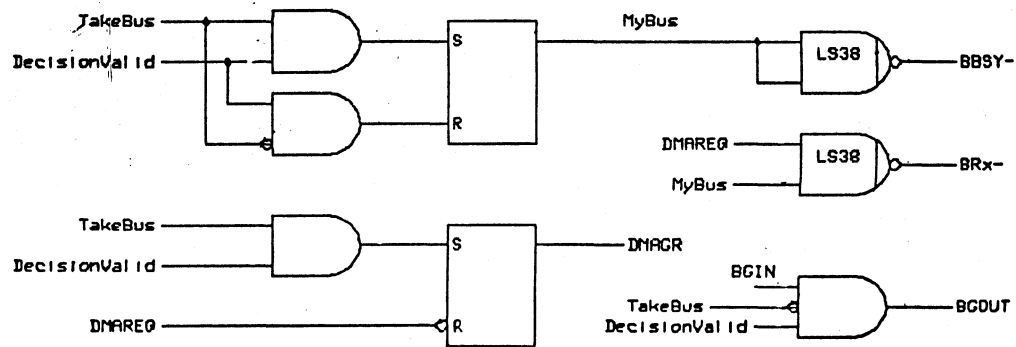 TakeBus
DecisionValid
S
R
MyBus
LS38
BBSY-
DMAREQ
MyBus
LS38
BRx-
TakeBus
DecisionValid
DMAREQ
S
R
DMAGR
BGIN
TakeBus
DecisionValid
BGOUT